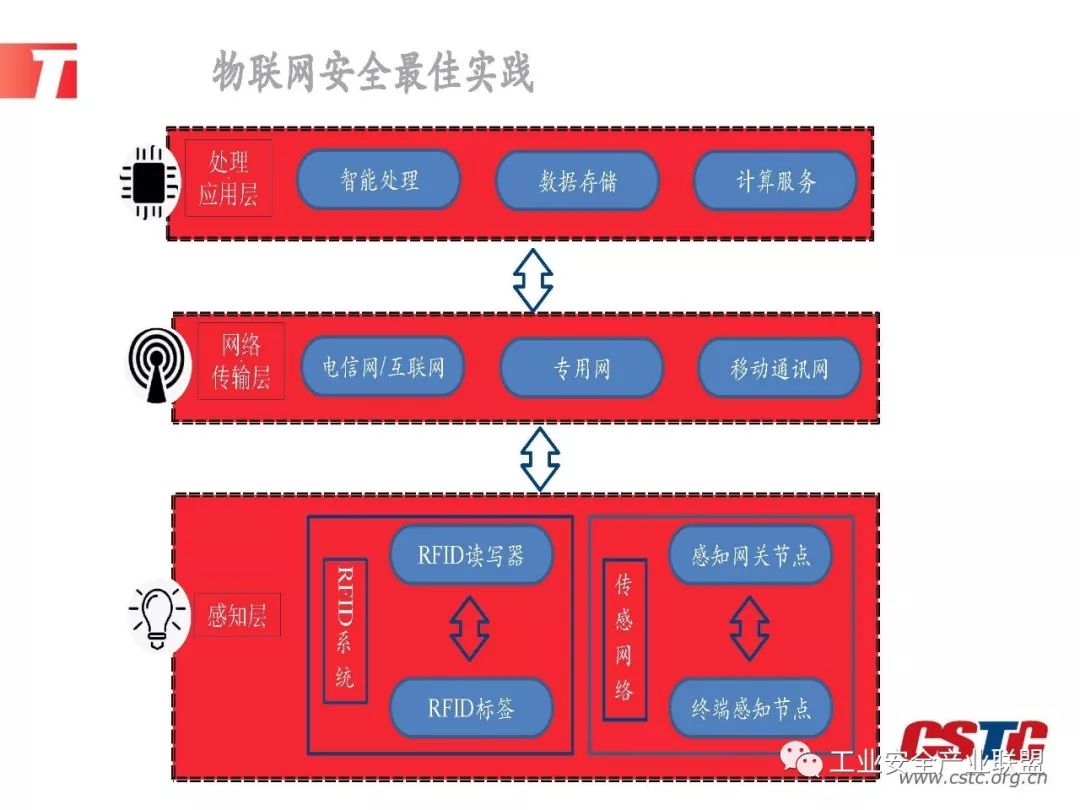 T
物联网安全最佳实践
处理
应用层
智能处理
数据存储
计算服务
网络
传输层
电信网/互联网
专用网
移动通讯网
感知层
RFID系统
RFID读写器
RFID标签
传感网络
感知网关节点
终端感知节点
CSTC
工业安全产业联盟
www.cstc.org.cn